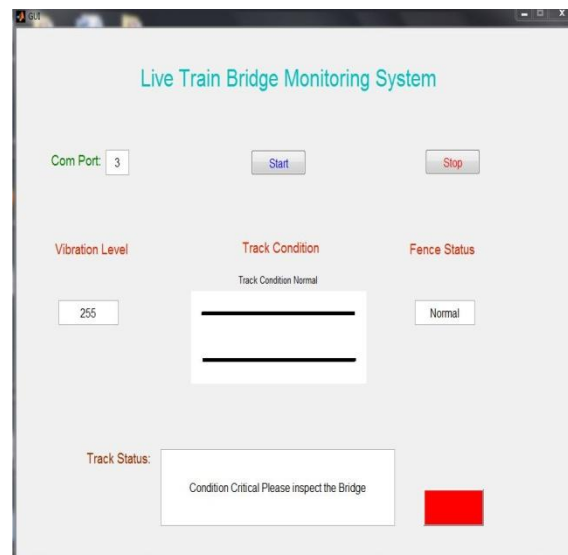 GUI
Live Train Bridge Monitoring System
Com Port: 3
Start
Stop
Vibration Level
Track Condition
Fence Status
Track Condition Normal
255
Normal
Track Status:
Condition Critical Please inspect the Bridge